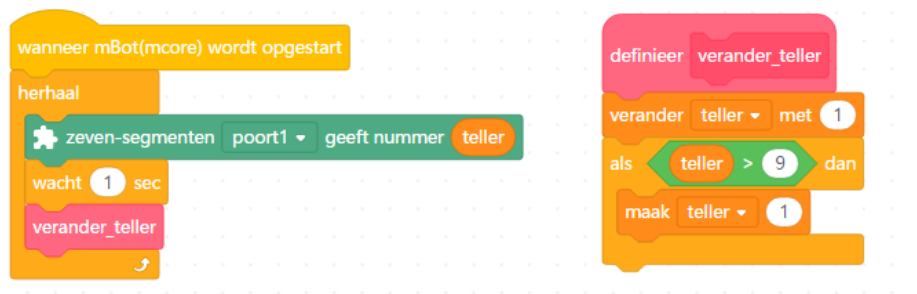 wanneer mBot(mcore) wordt opgestart
herhaal
zeven-segmenten poort1 geeft nummer teller
wacht 1 sec
verander_teller
definieer verander_teller
verander teller met 1
als teller > 9 dan
maak teller 1